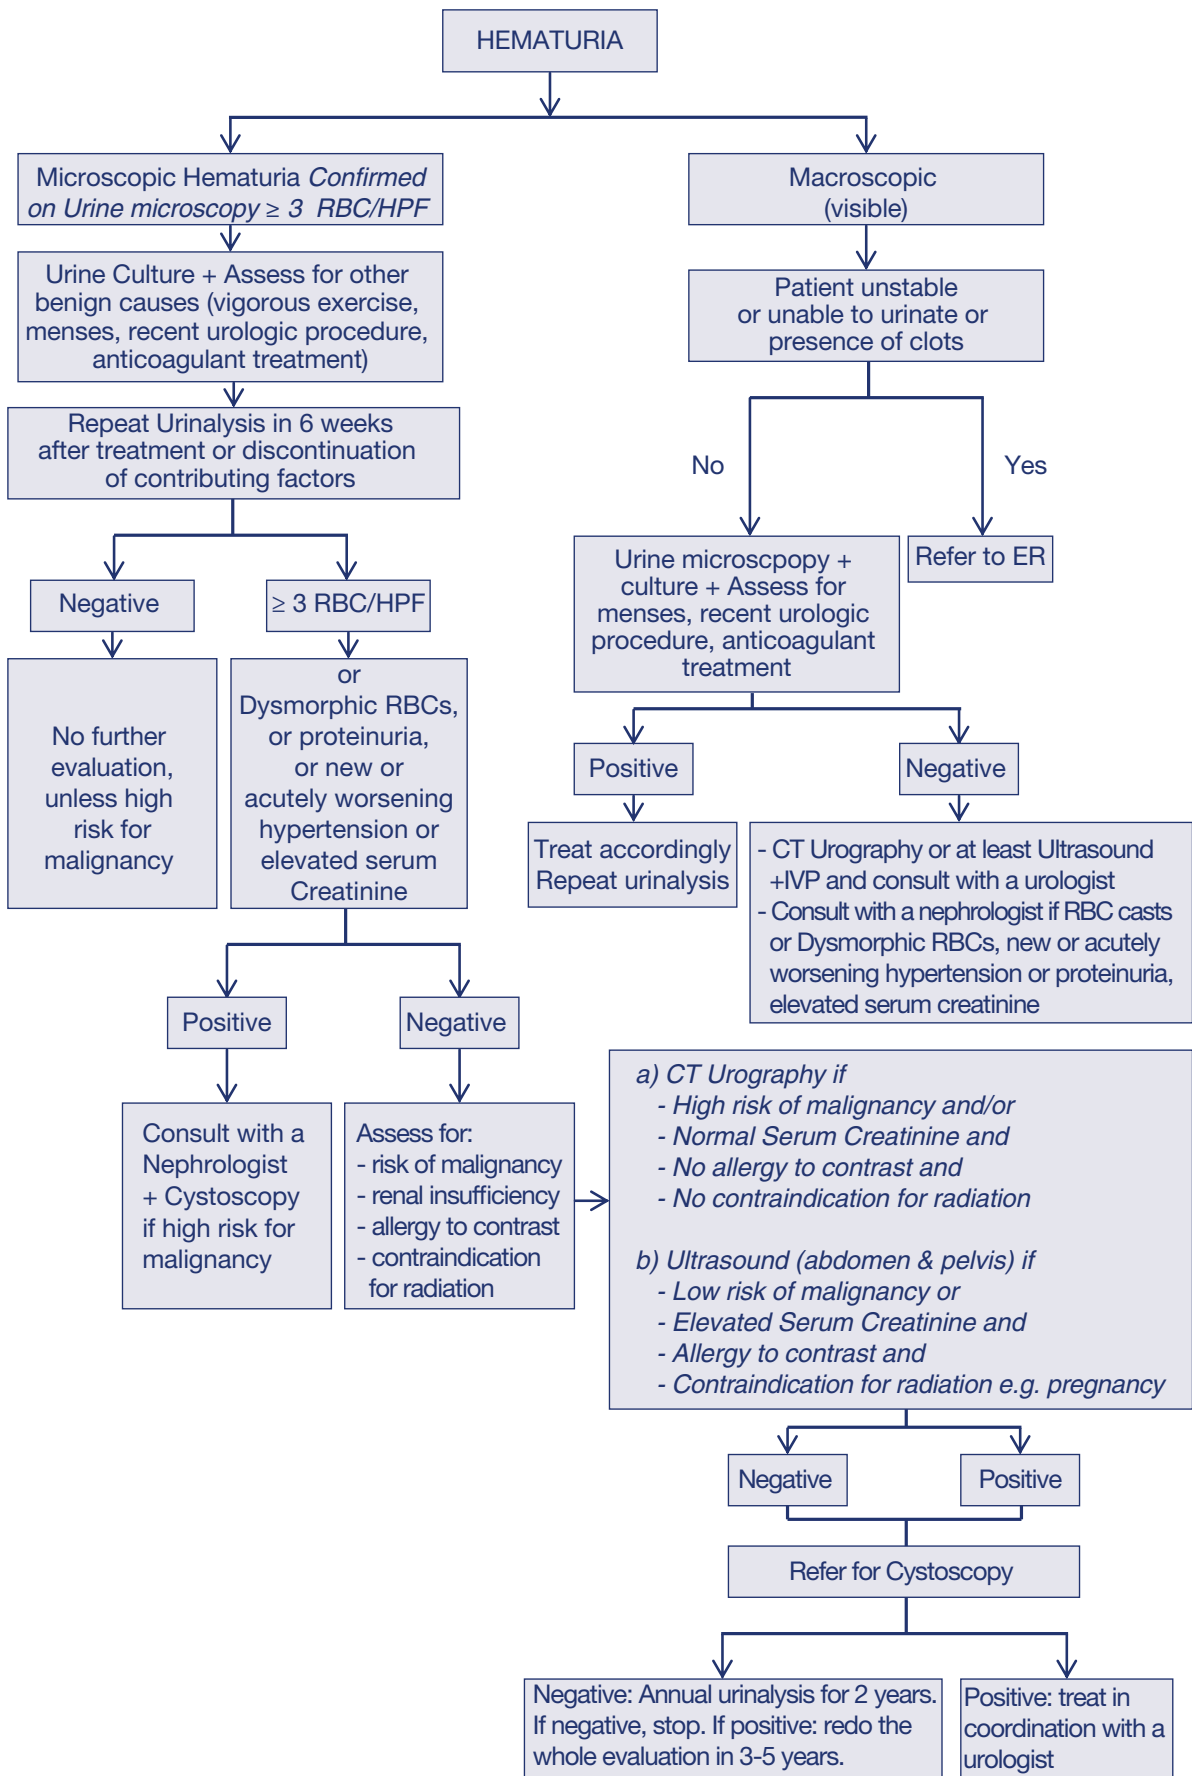 HEMATURIA
Microscopic Hematuria Confirmed
on Urine microscopy ≥ 3 RBC/HPF
Macroscopic
(visible)
Urine Culture + Assess for other
benign causes (vigorous exercise,
menses, recent urologic procedure,
anticoagulant treatment)
Patient unstable
or unable to urinate or
presence of clots
Repeat Urinalysis in 6 weeks
after treatment or discontinuation
of contributing factors
No
Yes
Urine microscpopy +
culture + Assess for
menses, recent urologic
procedure, anticoagulant
treatment
Refer to ER
Negative
≥ 3 RBC/HPF
No further
evaluation,
unless high
risk for
malignancy
or
Dysmorphic RBCs,
or proteinuria,
or new or
acutely worsening
hypertension or
elevated serum
Creatinine
Positive
Negative
Treat accordingly
Repeat urinalysis
- CT Urography or at least Ultrasound
+IVP and consult with a urologist
- Consult with a nephrologist if RBC casts
or Dysmorphic RBCs, new or acutely
worsening hypertension or proteinuria,
elevated serum creatinine
Positive
Negative
Consult with a
Nephrologist
+ Cystoscopy
if high risk for
malignancy
Assess for:
- risk of malignancy
- renal insufficiency
- allergy to contrast
- contraindication
for radiation
a) CT Urography if
- High risk of malignancy and/or
- Normal Serum Creatinine and
- No allergy to contrast and
- No contraindication for radiation
b) Ultrasound (abdomen & pelvis) if
- Low risk of malignancy or
- Elevated Serum Creatinine and
- Allergy to contrast and
- Contraindication for radiation e.g. pregnancy
Negative
Positive
Refer for Cystoscopy
Negative: Annual urinalysis for 2 years.
If negative, stop. If positive: redo the
whole evaluation in 3-5 years.
Positive: treat in
coordination with a
urologist